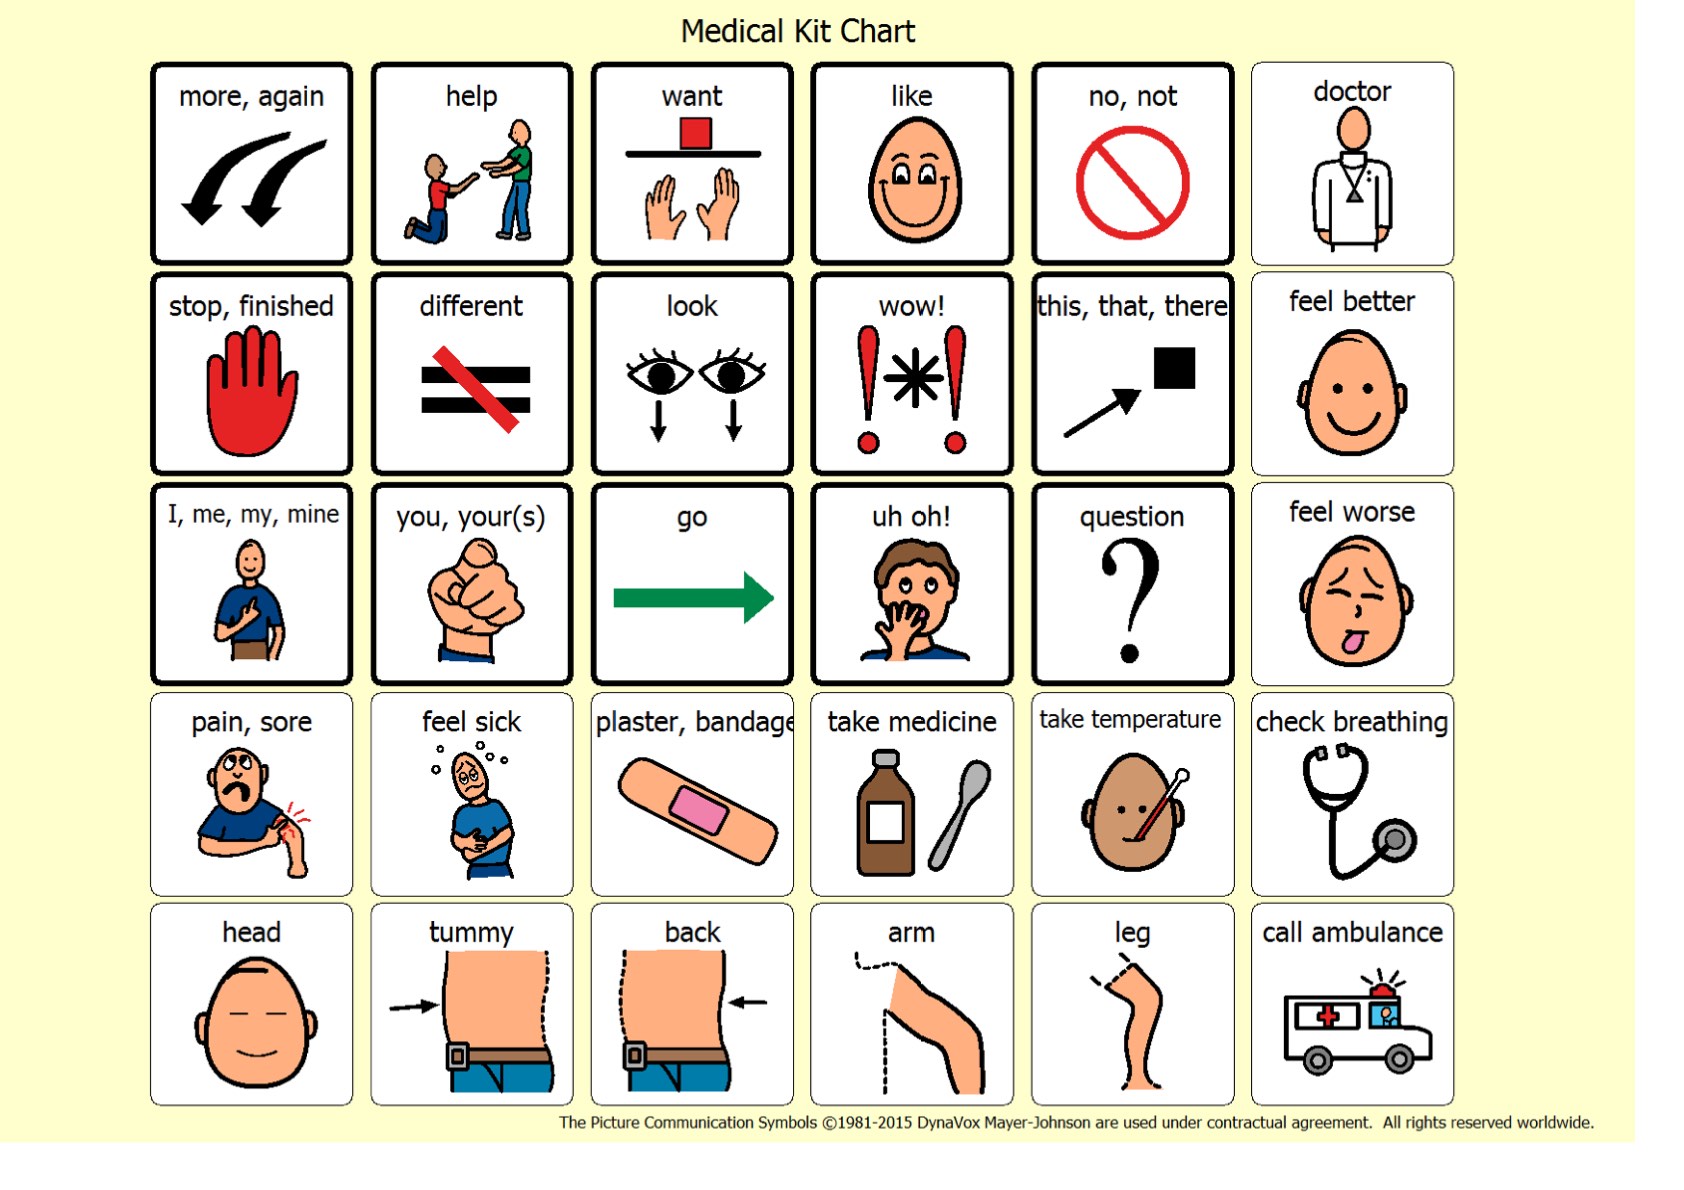 Medical Kit Chart
more, again
help
want
like
no, not
doctor
stop, finished
different
look
wow!
this, that, there
feel better
I, me, my, mine
you, your(s)
go
uh oh!
question
feel worse
pain, sore
feel sick
plaster, bandage
take medicine
take temperature
check breathing
head
tummy
back
arm
leg
call ambulance
The Picture Communication Symbols ©1981-2015 DynaVox Mayer-Johnson are used under contractual agreement.  All rights reserved worldwide.